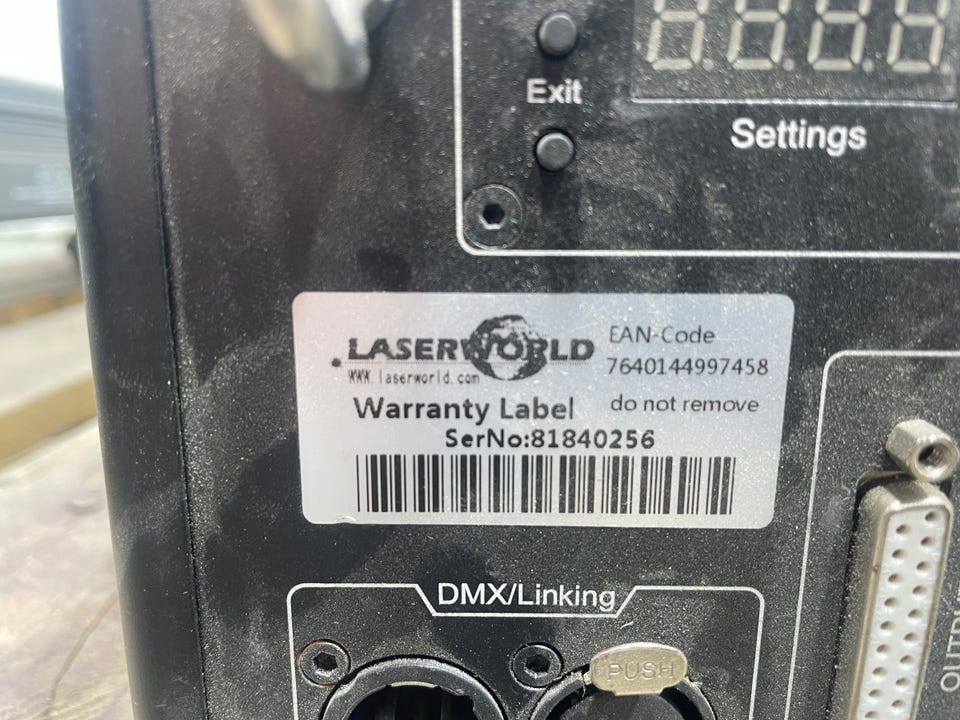 Exit
Settings
LASERWORLD
WWW.laserworld.com
EAN-Code
7640144997458
Warranty Label
do not remove
SerNo:81840256
DMX/Linking
PUSH